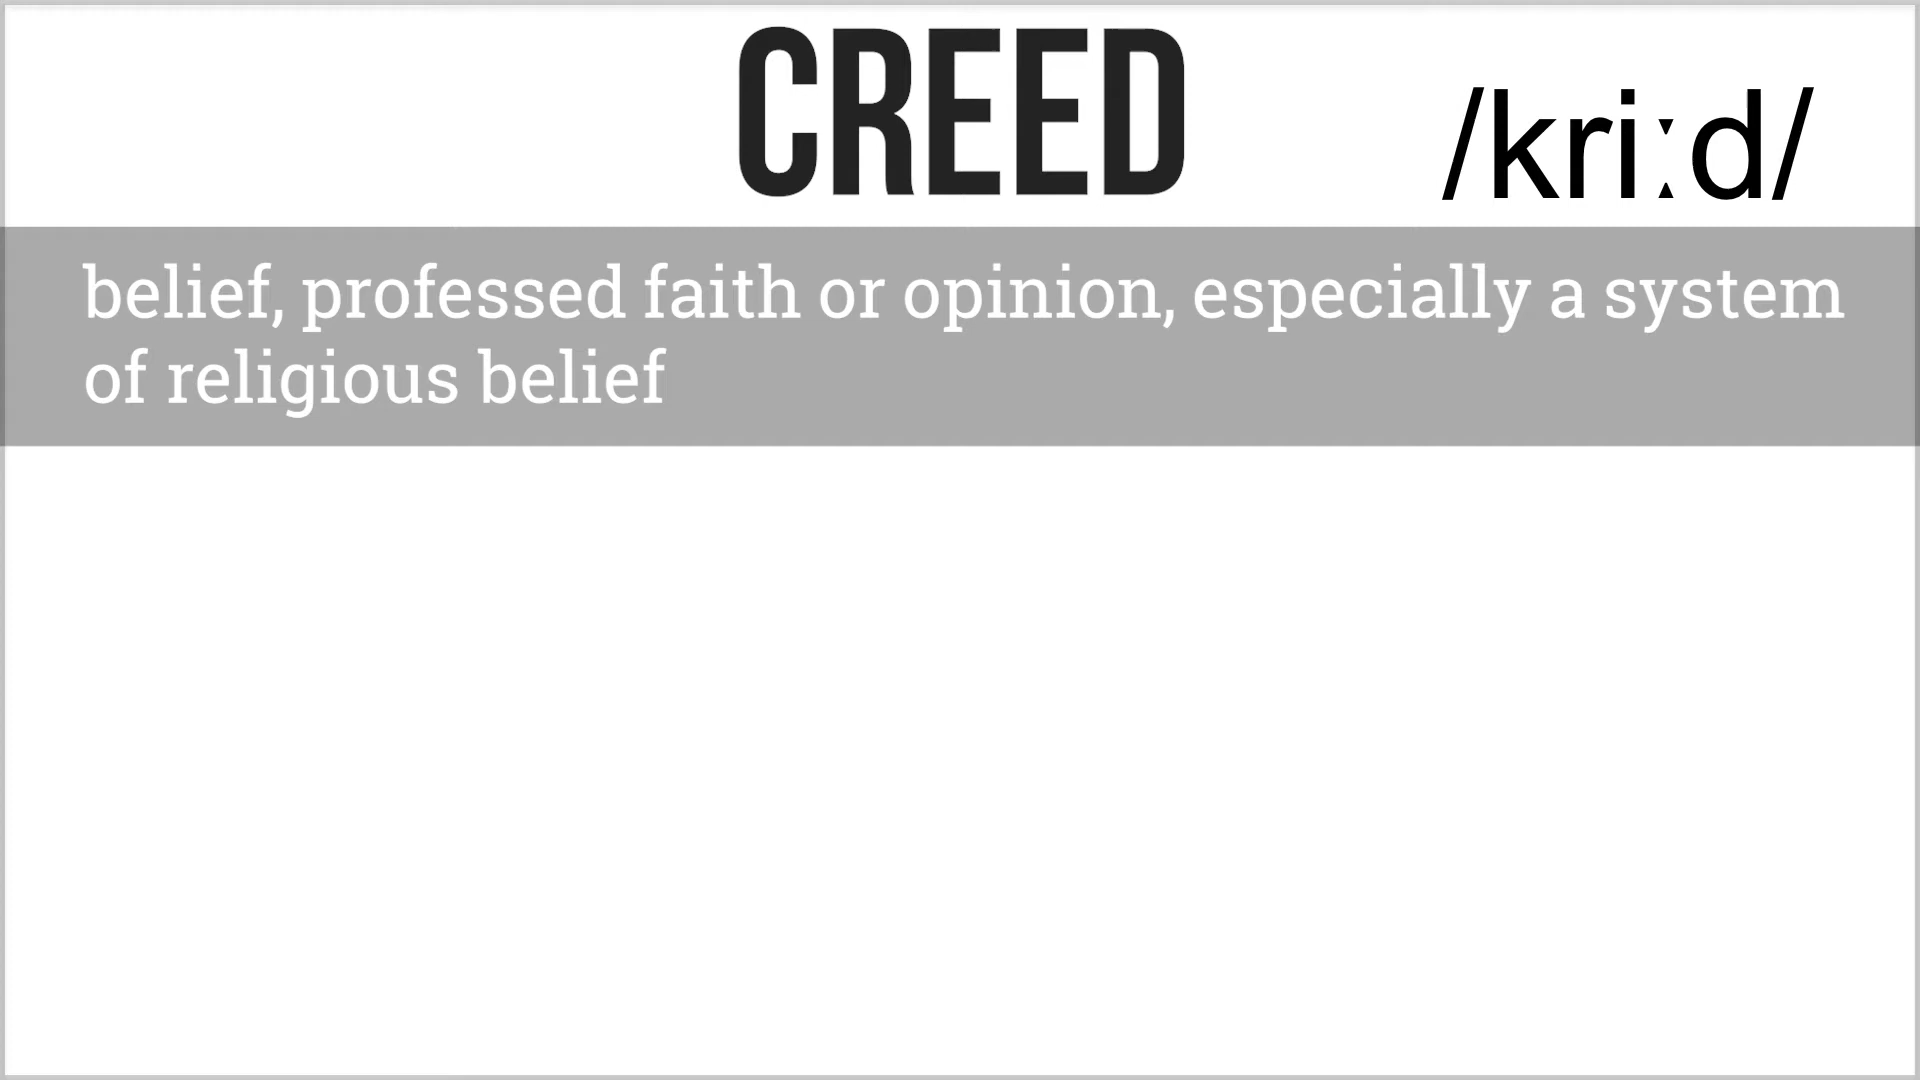 CREED
/kriːd/
belief, professed faith or opinion, especially a system
of religious belief